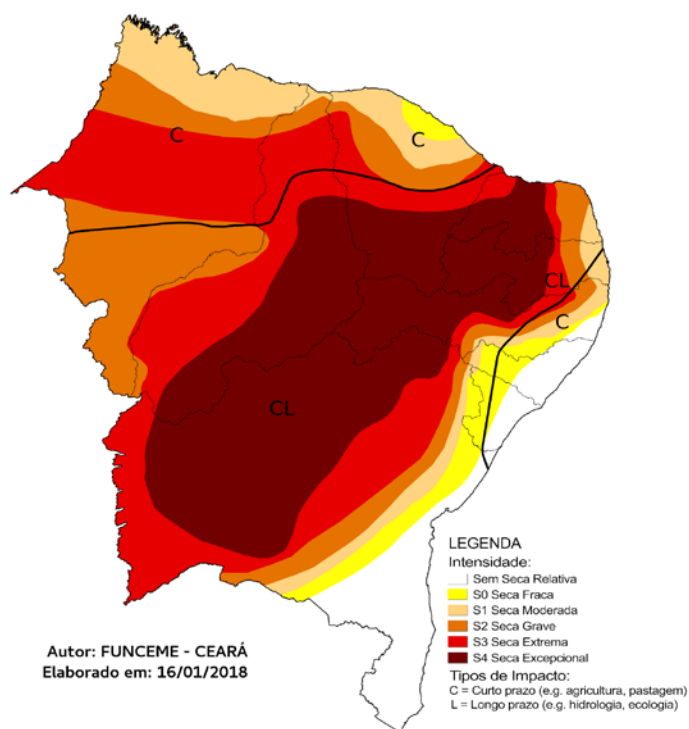 C
C
CL
C
CL
LEGENDA
Intensidade:
Sem Seca Relativa
S0 Seca Fraca
S1 Seca Moderada
S2 Seca Grave
S3 Seca Extrema
S4 Seca Excepcional
Tipos de Impacto:
C = Curto prazo (e.g. agricultura, pastagem)
L = Longo prazo (e.g. hidrologia, ecologia)
Autor: FUNCEME - CEARÁ
Elaborado em: 16/01/2018